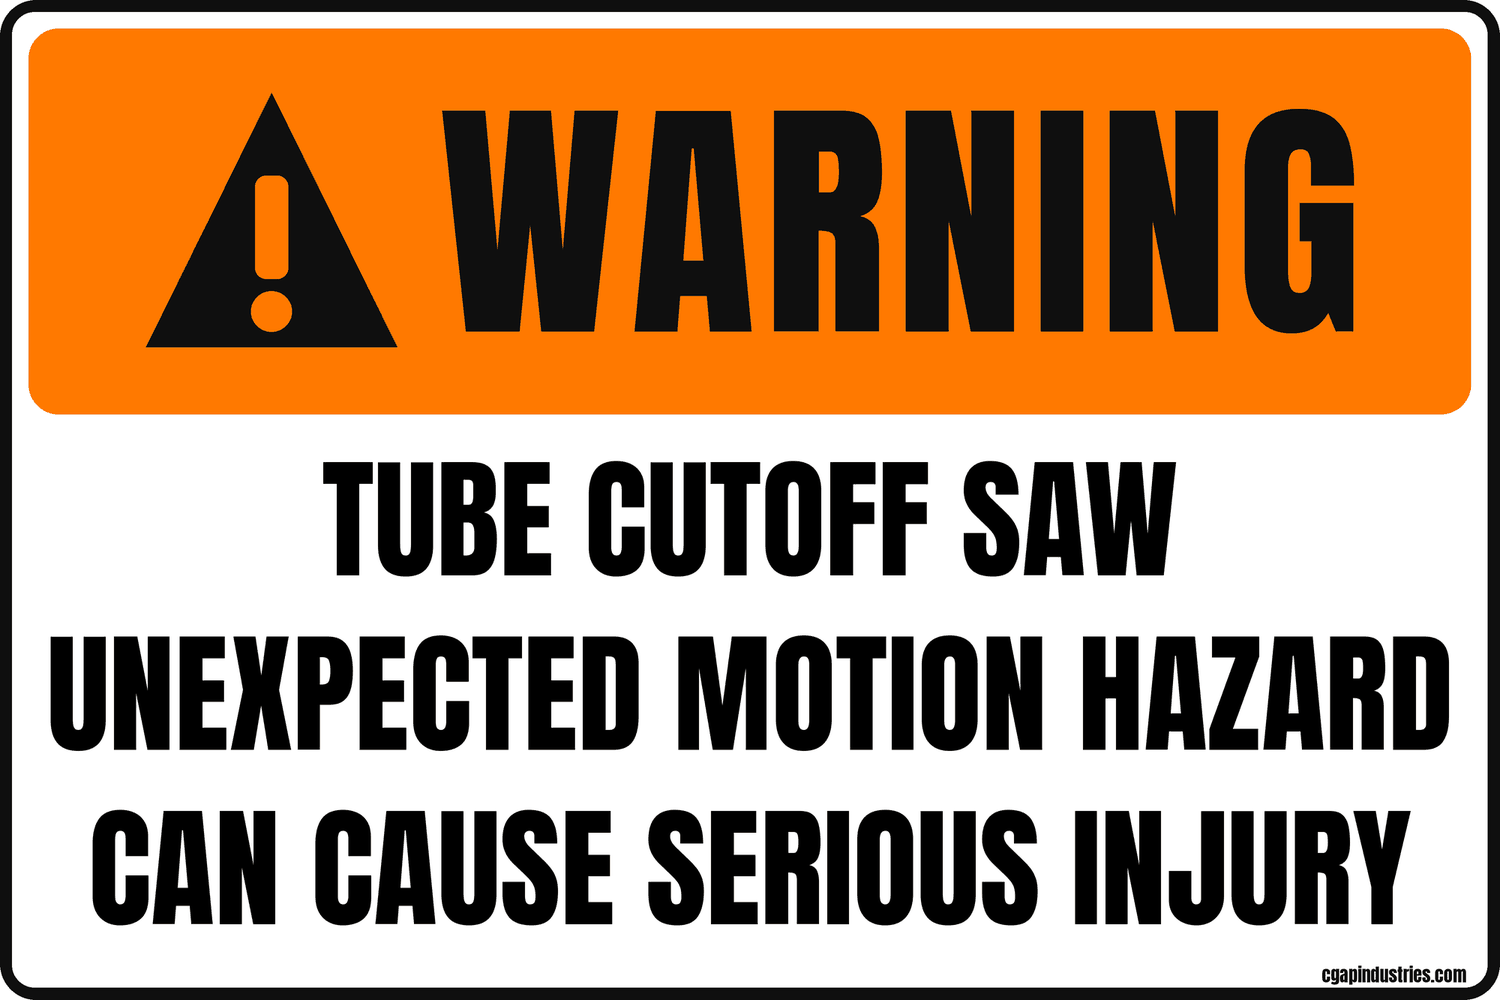 WARNING
TUBE CUTOFF SAW
UNEXPECTED MOTION HAZARD
CAN CAUSE SERIOUS INJURY
cgapindustries.com